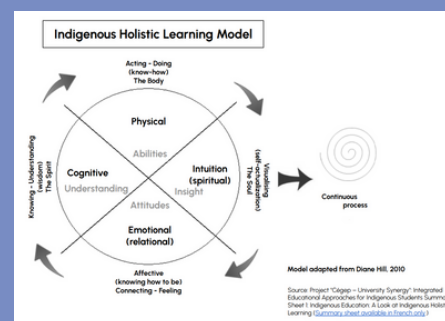 Indigenous Holistic Learning Model
Acting - Doing
(know-how)
The Body
Physical
Abilities
Knowing - Understanding
(wisdom)
The Spirit
Cognitive
Understanding
Intuition
(spiritual)
Insight
Visualising
(self-actualization)
The Soul
Continuous
process
Attitudes
Emotional
(relational)
Affective
(knowing how to be)
Connecting - Feeling
Model adapted from Diane Hill, 2010
Source: Project "Cégep – University Synergy" Integrated
Educational Approaches for Indigenous Students Summa
Sheet 1: Indigenous Education: A Look at Indigenous Holist
Learning (Summary sheet available in French only.)